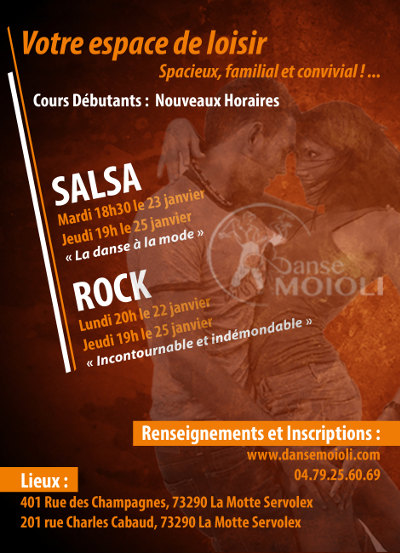 Votre espace de loisir
Spacieux, familial et convivial ! ...
Cours Débutants : Nouveaux Horaires
SALSA
Mardi 18h30 le 23 janvier
Jeudi 19h le 25 janvier
« La danse à la mode »
Danse
MOIOLI
ROCK
Lundi 20h le 22 janvier
Jeudi 19h le 25 janvier
« Incontournable et indémondable »
Renseignements et Inscriptions :
www.dansemoioli.com
04.79.25.60.69
Lieux :
401 Rue des Champagnes, 73290 La Motte Servolex
201 rue Charles Cabaud, 73290 La Motte Servolex